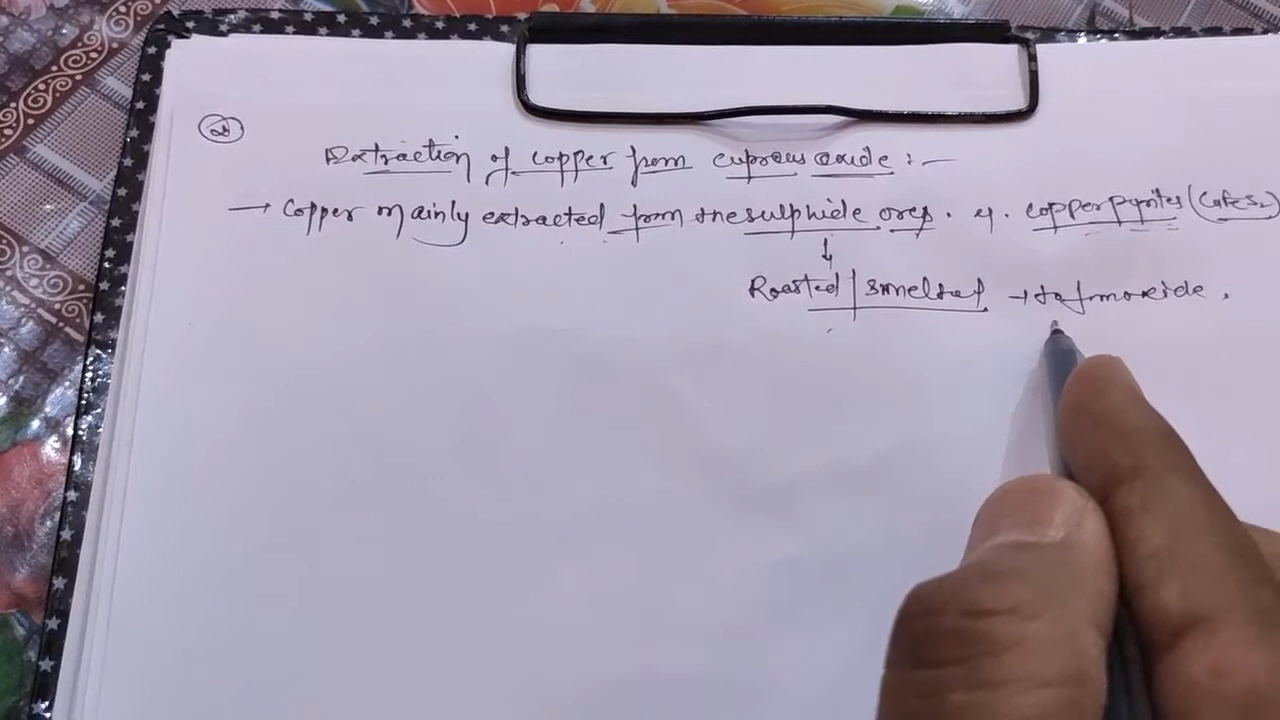 Extraction of copper from cuprous oxide :-
→ Copper mainly extracted from the sulphide ores. eg. copper pyrites (CuFeS₂)
↓
Roasted | smelted → to form oxide.